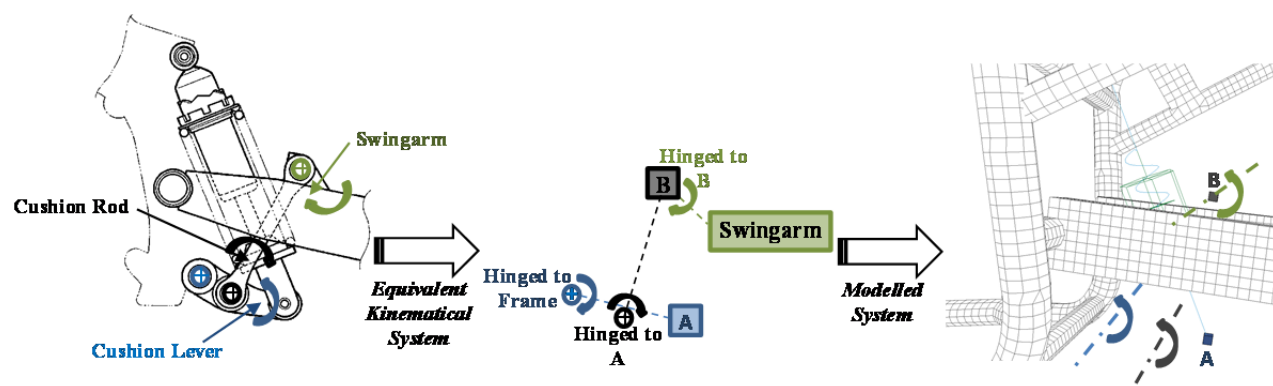 Swingarm
Cushion Rod
Cushion Lever
Equivalent
Kinematical
System
Hinged to
B
B
Swingarm
Hinged to
Frame
A
Hinged to
A
Modelled
System
B
A